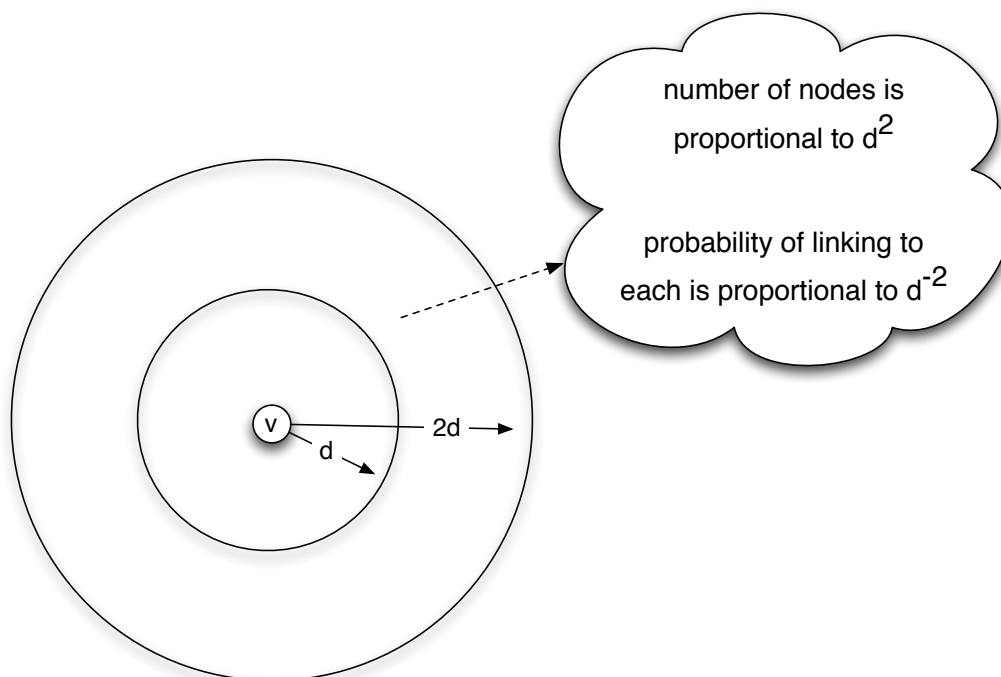 number of nodes is
proportional to d²
probability of linking to
each is proportional to d⁻²
v
2d
d